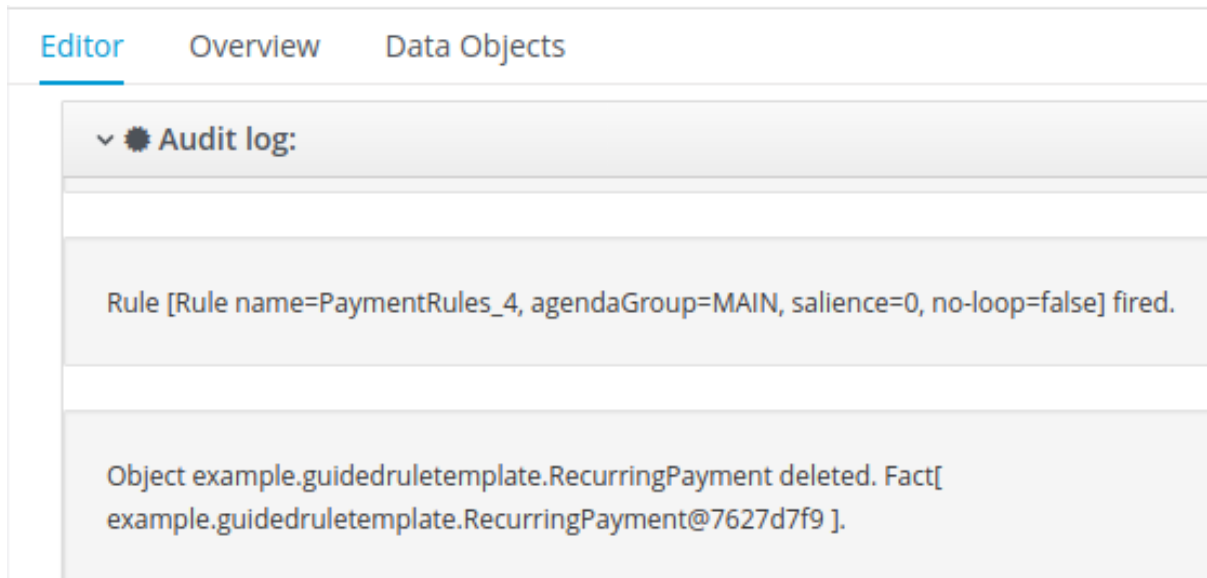 Editor Overview Data Objects
Audit log:
Rule [Rule name=PaymentRules_4, agendaGroup=MAIN, salience=0, no-loop=false] fired.
Object example.guidedruletemplate.RecurringPayment deleted. Fact[
example.guidedruletemplate.RecurringPayment@7627d7f9 ].